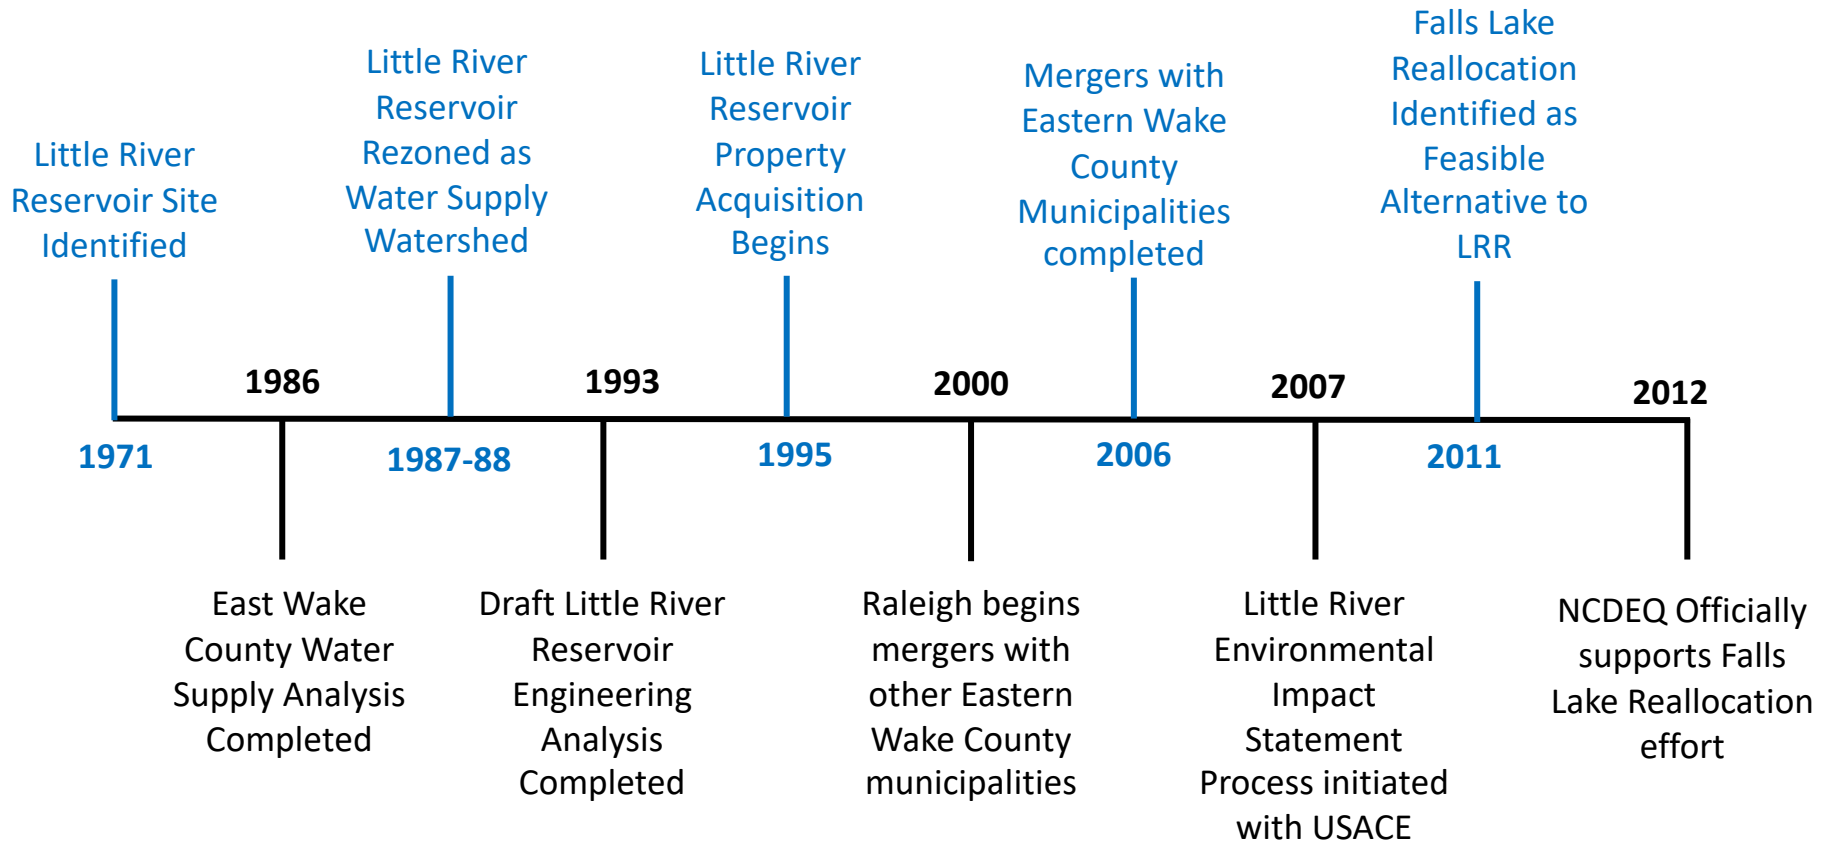 Little River
Reservoir Site
Identified
Little River
Reservoir
Rezoned as
Water Supply
Watershed
Little River
Reservoir
Property
Acquisition
Begins
Mergers with
Eastern Wake
County
Municipalities
completed
Falls Lake
Reallocation
Identified as
Feasible
Alternative to
LRR
1986
1993
2000
2007
2012
1971
1987-88
1995
2006
2011
East Wake
County Water
Supply Analysis
Completed
Draft Little River
Reservoir
Engineering
Analysis
Completed
Raleigh begins
mergers with
other Eastern
Wake County
municipalities
Little River
Environmental
Impact
Statement
Process initiated
with USACE
NCDEQ Officially
supports Falls
Lake Reallocation
effort